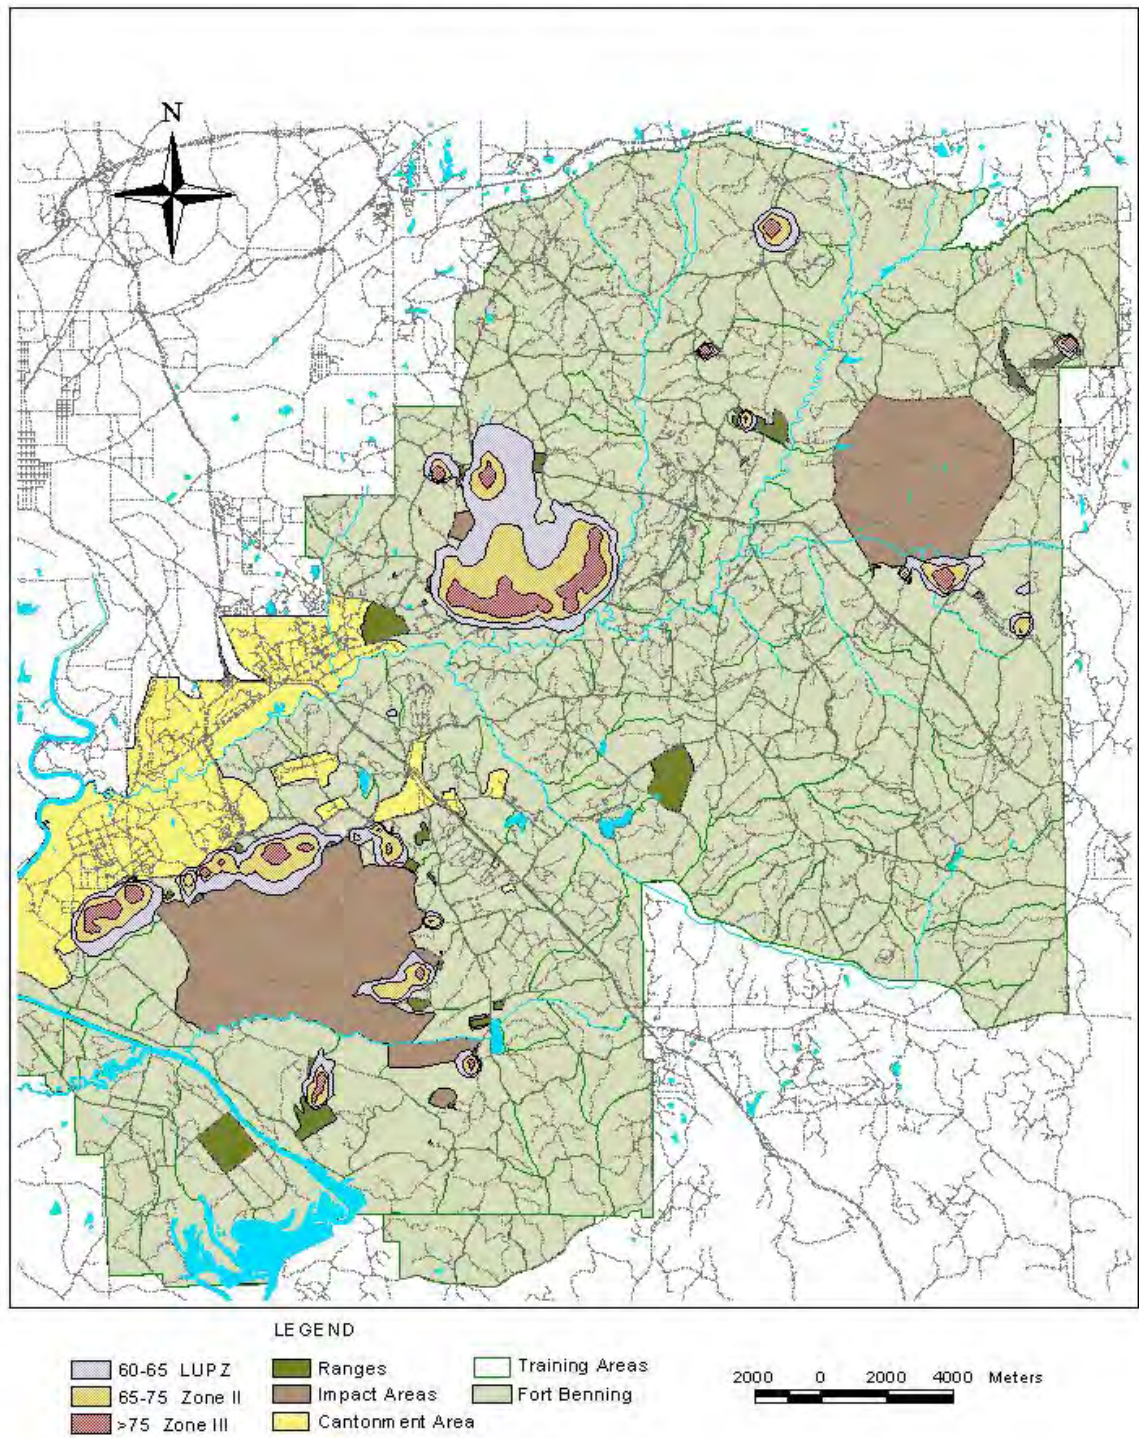 N
LEGEND
60-65 LUPZ
65-75 Zone II
>75 Zone III
Ranges
Impact Areas
Cantonment Area
Training Areas
Fort Benning
2000 0 2000 4000 Meters